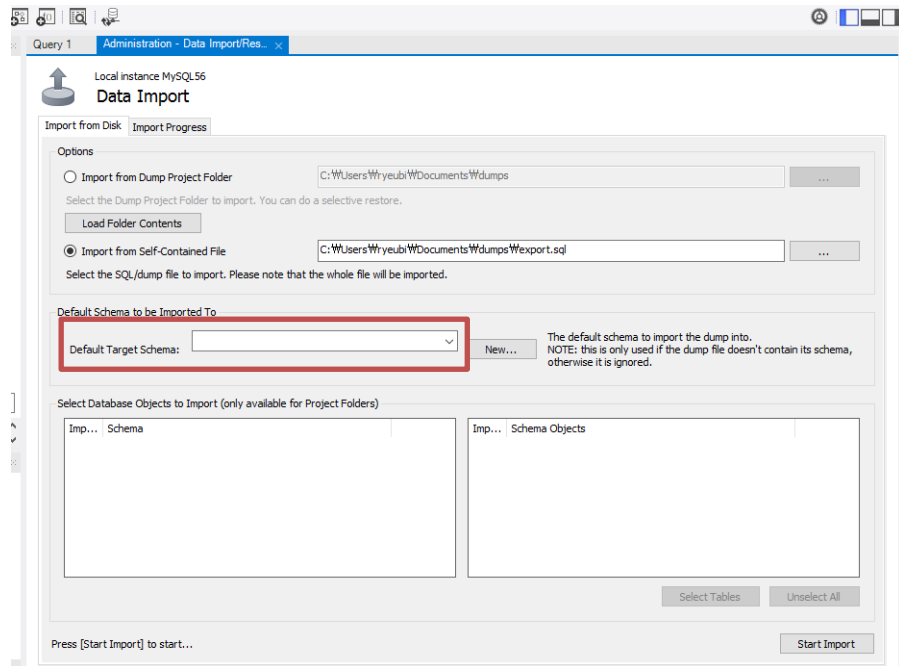 Query 1
Administration - Data Import/Res...
Local instance MySQL56
Data Import
Import from Disk
Import Progress
Options
Import from Dump Project Folder
C:₩Users₩ryeubi₩Documents₩dumps
...
Select the Dump Project Folder to import. You can do a selective restore.
Load Folder Contents
Import from Self-Contained File
C:₩Users₩ryeubi₩Documents₩dumps₩export.sql
...
Select the SQL/dump file to import. Please note that the whole file will be imported.
Default Schema to be Imported To
Default Target Schema:
New...
The default schema to import the dump into.
NOTE: this is only used if the dump file doesn't contain its schema,
otherwise it is ignored.
Select Database Objects to Import (only available for Project Folders)
Imp... Schema
Imp... Schema Objects
Select Tables
Unselect All
Press [Start Import] to start...
Start Import